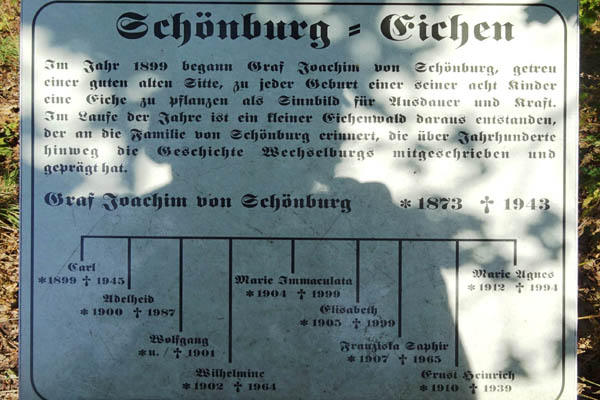 Schönburg = Eichen
Im Jahr 1899 begann Graf Joachim von Schönburg, getreu
einer guten alten Sitte, zu jeder Geburt einer seiner acht Kinder
eine Eiche zu pflanzen als Sinnbild für Ausdauer und Kraft.
Im Laufe der Jahre ist ein kleiner Eichenwald daraus entstanden,
der an die Familie von Schönburg erinnert, die über Jahrhunderte
hinweg die Geschichte Wechselburgs mitgeschrieben und
geprägt hat.
Graf Joachim von Schönburg * 1873 † 1943
Carl
* 1899 † 1945
Adelheid
* 1900 † 1987
Wolfgang
* u. / † 1901
Wilhelmine
* 1902 † 1964
Marie Immaculata
* 1904 † 1999
Elisabeth
* 1905 † 1999
Franziska Saphir
* 1907 † 1965
Ernst Heinrich
* 1910 † 1939
Marie Agnes
* 1912 † 1994